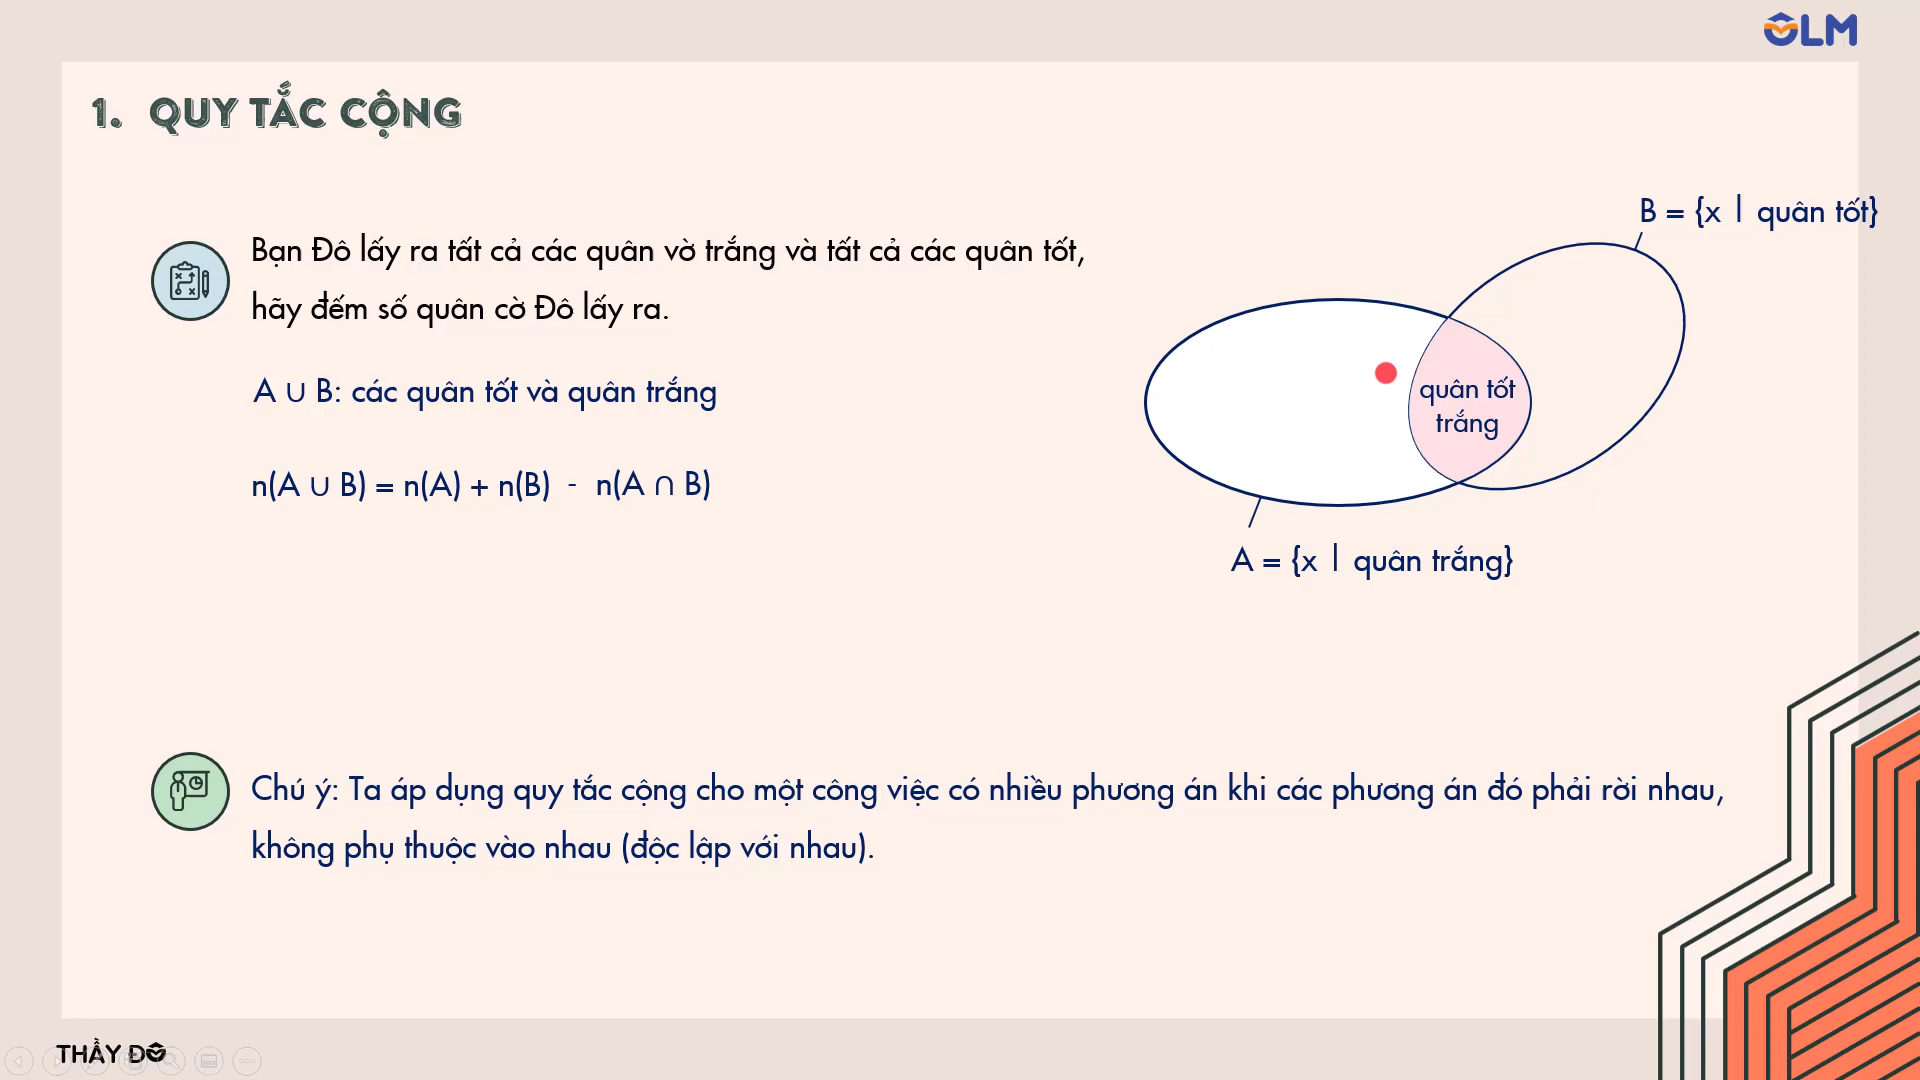 OLM
1. QUY TẮC CỘNG
B = {x | quân tốt}
Bạn Đô lấy ra tất cả các quân vờ trắng và tất cả các quân tốt,
hãy đếm số quân cờ Đô lấy ra.
A ∪ B: các quân tốt và quân trắng
quân tốt
trắng
n(A ∪ B) = n(A) + n(B) - n(A ∩ B)
A = {x | quân trắng}
Chú ý: Ta áp dụng quy tắc cộng cho một công việc có nhiều phương án khi các phương án đó phải rời nhau,
không phụ thuộc vào nhau (độc lập với nhau).
THẦY ĐÔ